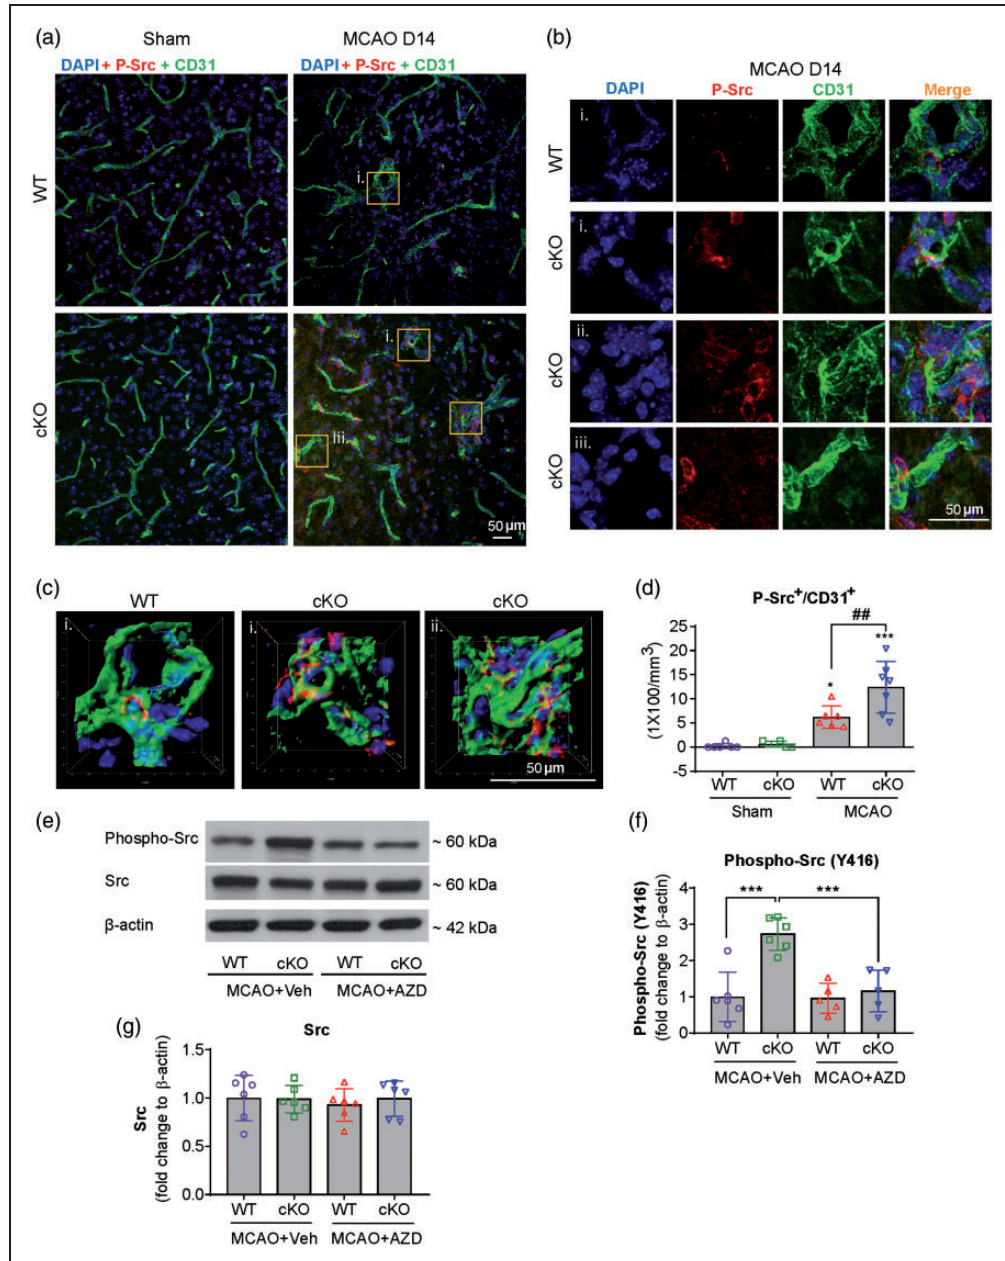 (a)
Sham
MCAO D14
DAPI + P-Src + CD31
DAPI + P-Src + CD31
WT
i.
cKO
i.
iii.
50 µm
(b)
MCAO D14
DAPI
P-Src
CD31
Merge
WT
i.
cKO
i.
cKO
ii.
cKO
iii.
50 µm
(c)
WT
cKO
cKO
i.
i.
ii.
50 µm
(d)
P-Src+/CD31+
(1X100/mm³)
25
20
15
10
5
0
-5
##
***
*
WT
cKO
WT
cKO
Sham
MCAO
(e)
Phospho-Src
~ 60 kDa
Src
~ 60 kDa
β-actin
~ 42 kDa
WT
cKO
WT
cKO
MCAO+Veh
MCAO+AZD
(f)
Phospho-Src (Y416)
Phospho-Src (Y416)
(fold change to β-actin)
4
3
2
1
0
***
***
WT
cKO
WT
cKO
MCAO+Veh
MCAO+AZD
(g)
Src
Src
(fold change to β-actin)
1.5
1.0
0.5
0.0
WT
cKO
WT
cKO
MCAO+Veh
MCAO+AZD